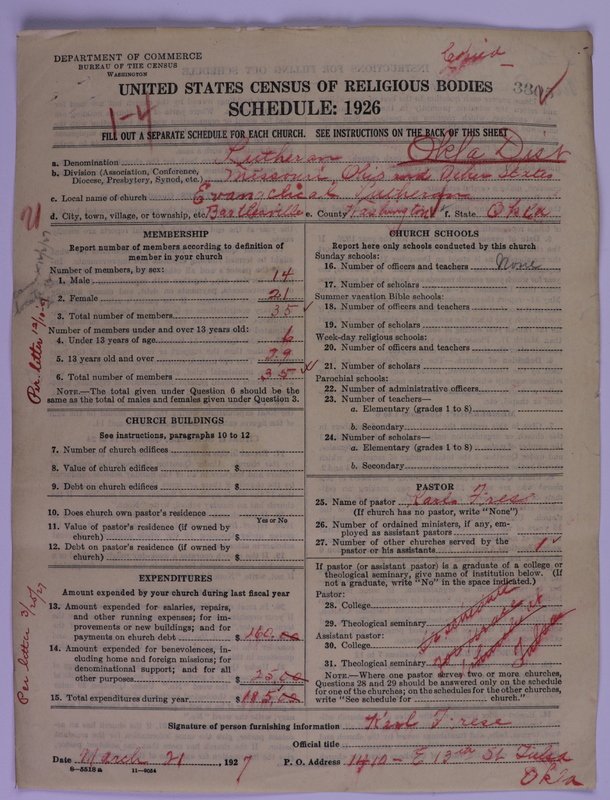 DEPARTMENT OF COMMERCE
BUREAU OF THE CENSUS
WASHINGTON
UNITED STATES CENSUS OF RELIGIOUS BODIES
SCHEDULE: 1926
1-4
FILL OUT A SEPARATE SCHEDULE FOR EACH CHURCH. SEE INSTRUCTIONS ON THE BACK OF THIS SHEET
a. Denomination Lutheran Okla Dist
b. Division (Association, Conference, Diocese, Presbytery, Synod, etc.) Missouri Ohio and Other States
c. Local name of church Evangelical Lutheran
d. City, town, village, or township, etc. Bartlesville e. County Washington f. State Okla
MEMBERSHIP
Report number of members according to definition of member in your church
Number of members, by sex:
1. Male 14
2. Female 21
3. Total number of members 35
Number of members under and over 13 years old:
4. Under 13 years of age 6
5. 13 years old and over 29
6. Total number of members 35
NOTE.—The total given under Question 6 should be the same as the total of males and females given under Question 3.
CHURCH BUILDINGS
See instructions, paragraphs 10 to 12
7. Number of church edifices
8. Value of church edifices $
9. Debt on church edifices $
10. Does church own pastor's residence
Yes or No
11. Value of pastor's residence (if owned by church) $
12. Debt on pastor's residence (if owned by church) $
EXPENDITURES
Amount expended by your church during last fiscal year
13. Amount expended for salaries, repairs, and other running expenses; for improvements or new buildings; and for payments on church debt $ 160.00
14. Amount expended for benevolences, including home and foreign missions; for denominational support; and for all other purposes $ 25.00
15. Total expenditures during year $ 185.00
CHURCH SCHOOLS
Report here only schools conducted by this church
Sunday schools:
16. Number of officers and teachers None
17. Number of scholars
Summer vacation Bible schools:
18. Number of officers and teachers
19. Number of scholars
Week-day religious schools:
20. Number of officers and teachers
21. Number of scholars
Parochial schools:
22. Number of administrative officers
23. Number of teachers—
a. Elementary (grades 1 to 8)
b. Secondary
24. Number of scholars—
a. Elementary (grades 1 to 8)
b. Secondary
PASTOR
25. Name of pastor Karl Frese
(If church has no pastor, write "None")
26. Number of ordained ministers, if any, employed as assistant pastors
27. Number of other churches served by the pastor or his assistants 1
If pastor (or assistant pastor) is a graduate of a college or theological seminary, give name of institution below. (If not a graduate, write "No" in the space indicated.)
Pastor:
28. College
29. Theological seminary
Assistant pastor:
30. College
31. Theological seminary
NOTE.—Where one pastor serves two or more churches, Questions 28 and 29 should be answered only on the schedule for one of the churches; on the schedules for the other churches, write "See schedule for church."
Per letter 3/25/27
Signature of person furnishing information Karl Frese
Official title
Date March 21, 1927 P. O. Address 1410 - E 13th St Tulsa
Okla
8-5518a 11-9054